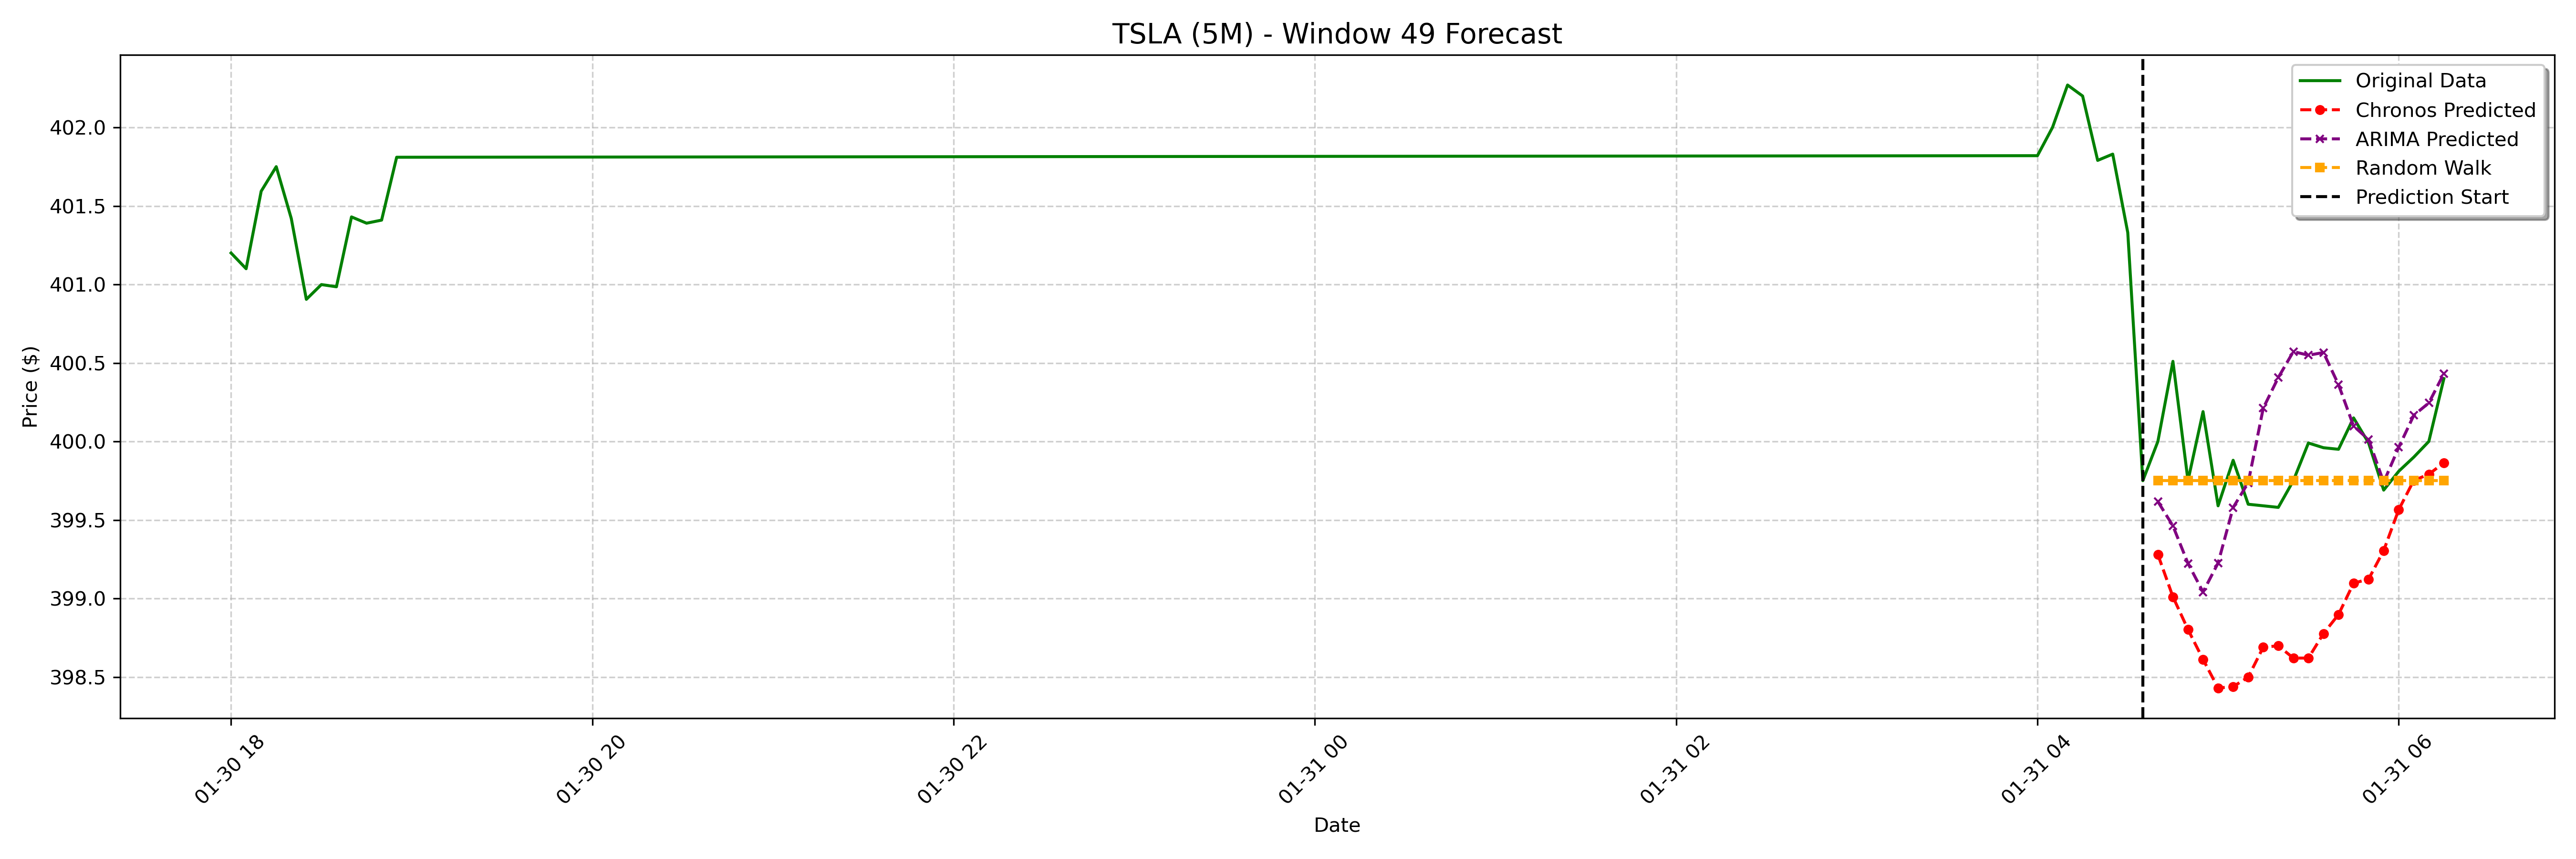 TSLA (5M) - Window 49 Forecast
Original Data
Chronos Predicted
ARIMA Predicted
Random Walk
Prediction Start
Price ($)
402.0
401.5
401.0
400.5
400.0
399.5
399.0
398.5
01-30 18
01-30 20
01-30 22
01-31 00
01-31 02
01-31 04
01-31 06
Date